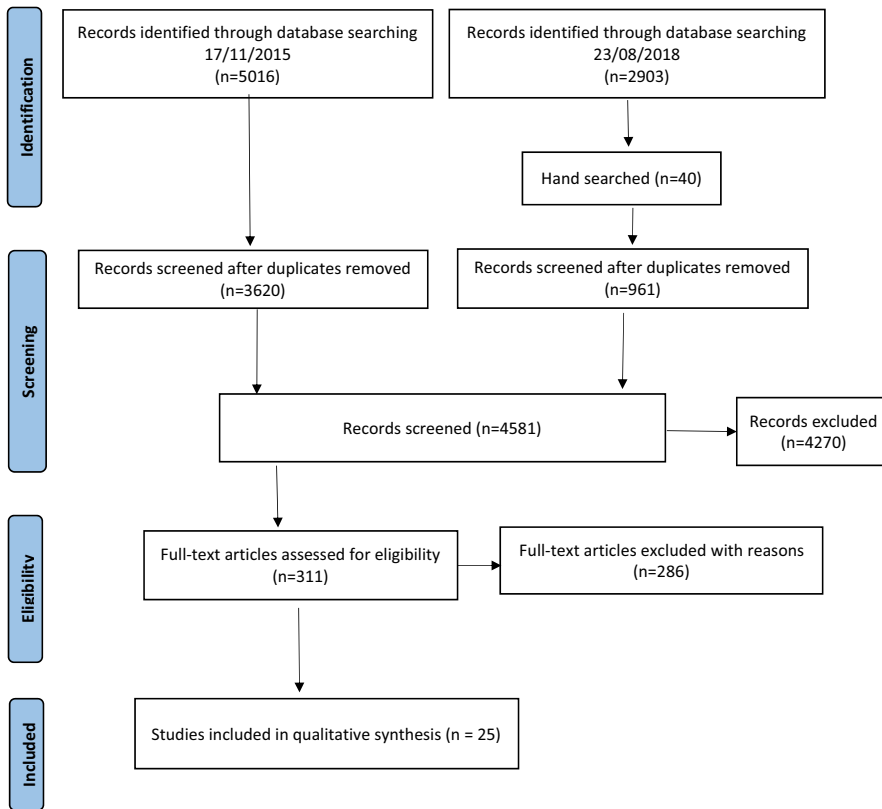 Identification
Records identified through database searching
17/11/2015
(n=5016)
Records identified through database searching
23/08/2018
(n=2903)
Hand searched (n=40)
Screening
Records screened after duplicates removed
(n=3620)
Records screened after duplicates removed
(n=961)
Records screened (n=4581)
Records excluded
(n=4270)
Eligibility
Full-text articles assessed for eligibility
(n=311)
Full-text articles excluded with reasons
(n=286)
Included
Studies included in qualitative synthesis (n = 25)